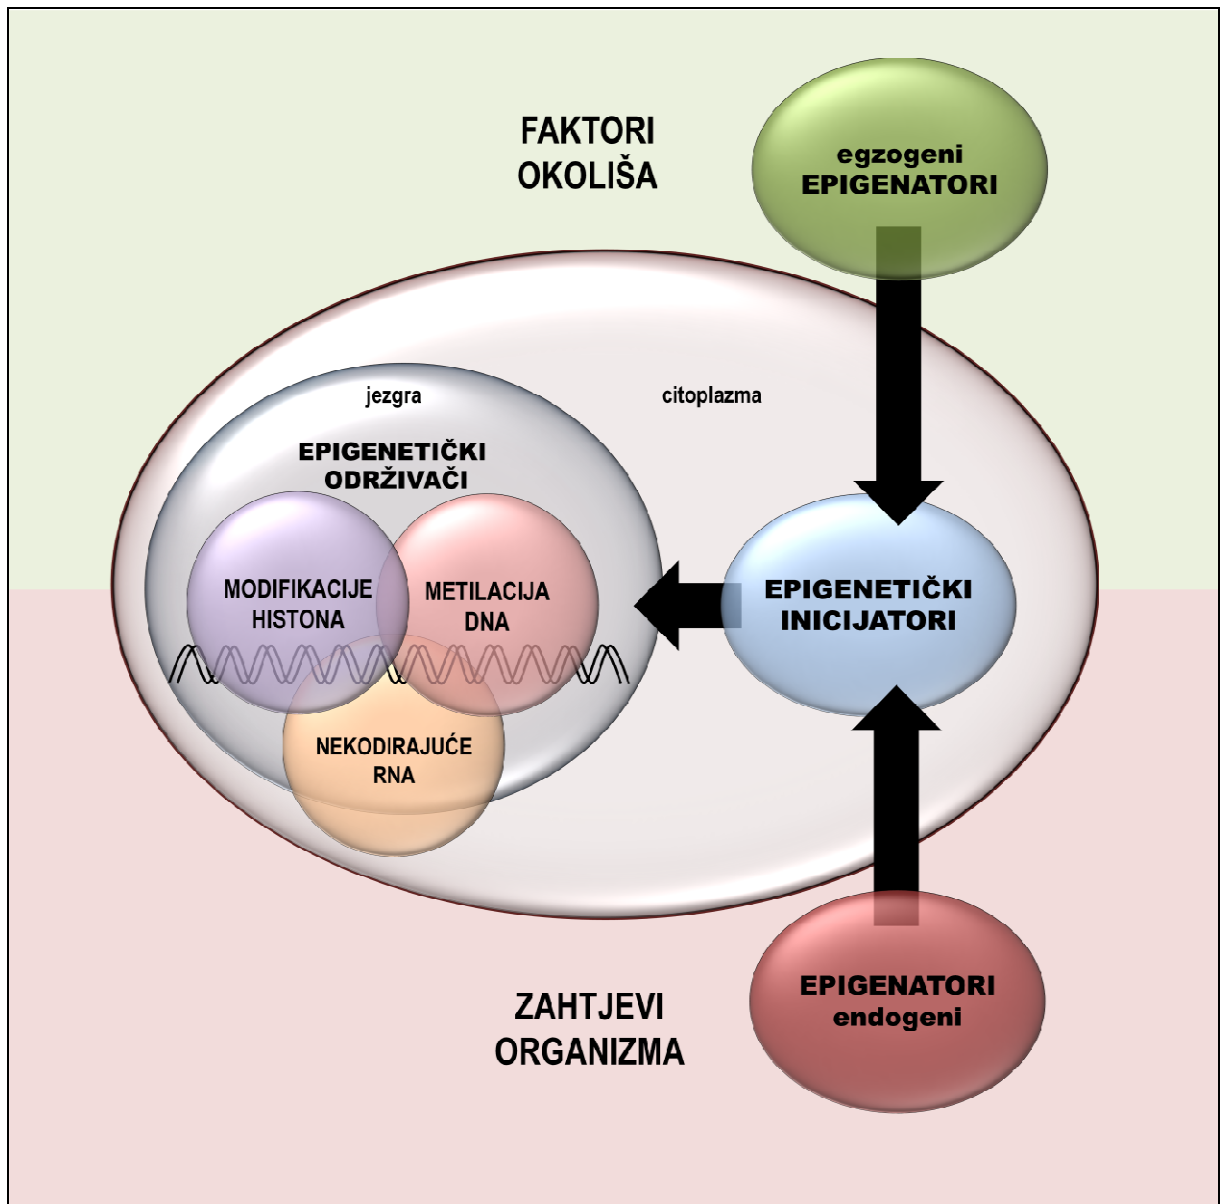 FAKTORI
OKOLIŠA
egzogeni
EPIGENATORI
jezgra
citoplazma
EPIGENETIČKI
ODRŽIVAČI
MODIFIKACIJE
HISTONA
METILACIJA
DNA
NEKODIRAJUĆE
RNA
EPIGENETIČKI
INICIJATORI
ZAHTJEVI
ORGANIZMA
EPIGENATORI
endogeni